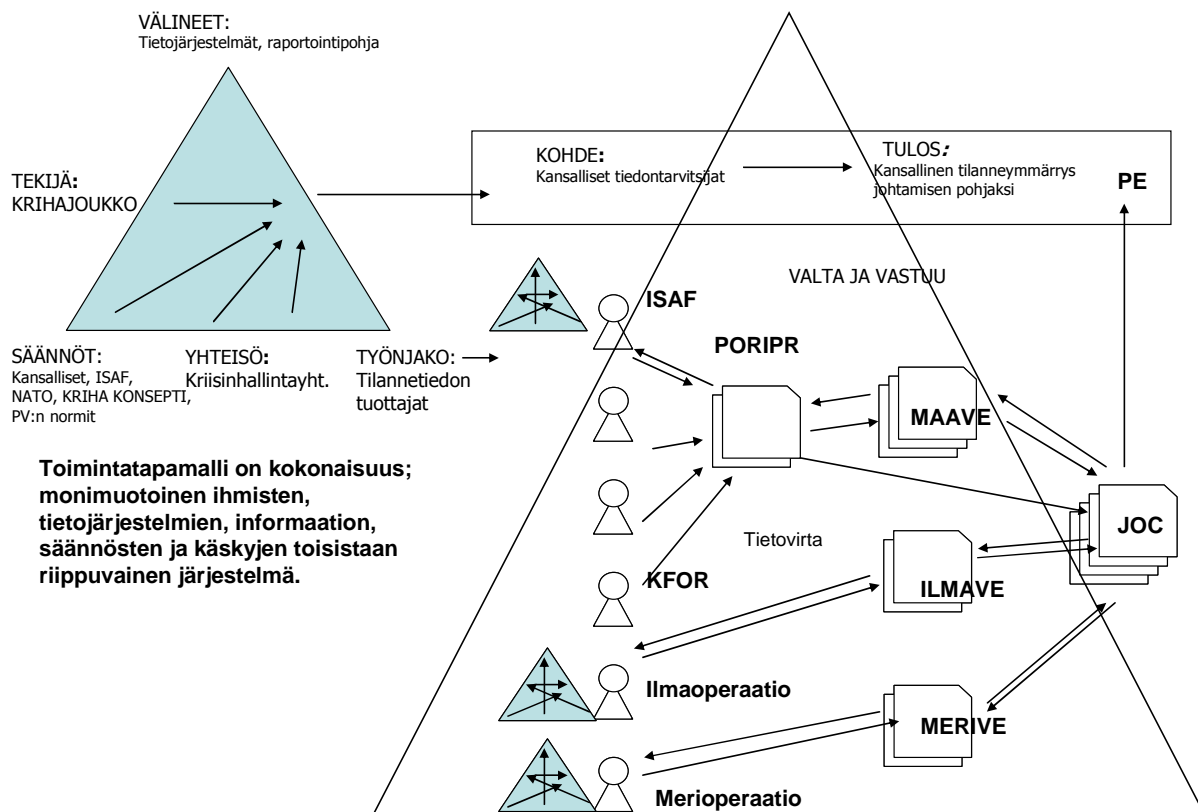 VÄLINEET:
Tietojärjestelmät, raportointipohja
TEKIJÄ:
KRIHAJOUKKO
KOHDE:
Kansalliset tiedontarvitsijat
TULOS:
Kansallinen tilanneymmärrys
johtamisen pohjaksi
PE
SÄÄNNÖT:
Kansalliset, ISAF,
NATO, KRIHA KONSEPTI,
PV:n normit
YHTEISÖ:
Kriisinhallintayht.
TYÖNJAKO:
Tilannetiedon
tuottajat
VALTA JA VASTUU
ISAF
PORIPR
MAAVE
JOC
Toimintatapamalli on kokonaisuus;
monimuotoinen ihmisten,
tietojärjestelmien, informaation,
säännösten ja käskyjen toisistaan
riippuvainen järjestelmä.
Tietovirta
KFOR
ILMAVE
Ilmaoperaatio
MERIVE
Merioperaatio